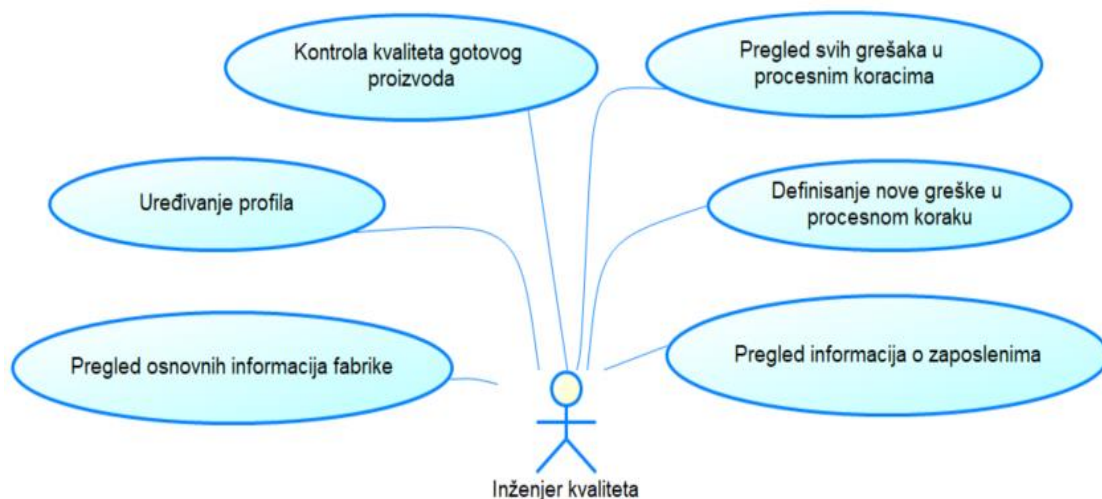 Kontrola kvaliteta gotovog
proizvoda
Pregled svih grešaka u
procesnim koracima
Uređivanje profila
Definisanje nove greške u
procesnom koraku
Pregled osnovnih informacija fabrike
Pregled informacija o zaposlenima
Inženjer kvaliteta